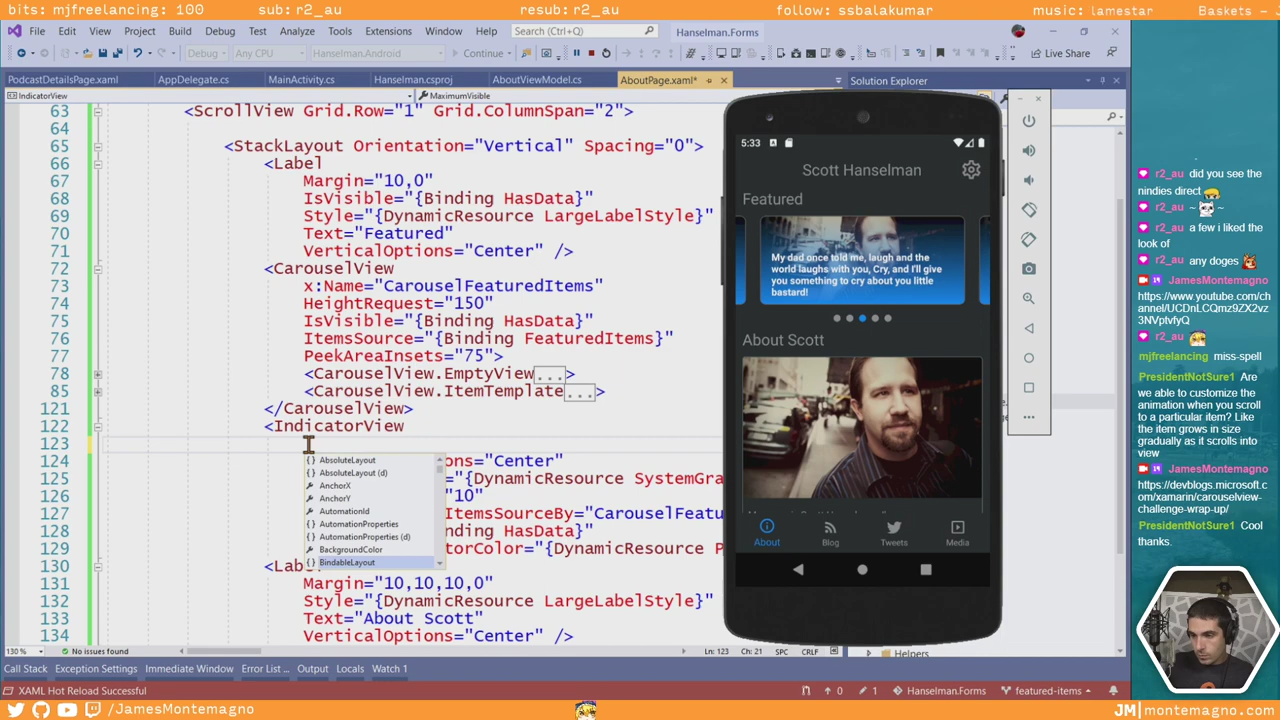 bits: mjfreelancing: 100 sub: r2_au resub: r2_au follow: ssbalakumar music: lamestar Baskets
File Edit View Project Build Debug Test Analyze Tools Extensions Window Help Search (Ctrl+Q) Hanselman.Forms
Debug Any CPU Hanselman.Android Continue Live Share
PodcastDetailsPage.xaml AppDelegate.cs MainActivity.cs Hanselman.csproj AboutViewModel.cs AboutPage.xaml* Solution Explorer
IndicatorView MaximumVisible
63 <ScrollView Grid.Row="1" Grid.ColumnSpan="2">
64
65 <StackLayout Orientation="Vertical" Spacing="0">
66 <Label
67 Margin="10,0"
68 IsVisible="{Binding HasData}"
69 Style="{DynamicResource LargeLabelStyle}"
70 Text="Featured"
71 VerticalOptions="Center" />
72 <CarouselView
73 x:Name="CarouselFeaturedItems"
74 HeightRequest="150"
75 IsVisible="{Binding HasData}"
76 ItemsSource="{Binding FeaturedItems}"
77 PeekAreaInsets="75">
78 <CarouselView.EmptyView...>
85 <CarouselView.ItemTemplate...>
121 </CarouselView>
122 <IndicatorView
123
124 ons="Center"
125 ="{DynamicResource SystemGra
126 "10"
127 ItemsSourceBy="CarouselFeatu
128 {Binding HasData}"
129 torColor="{DynamicResource P
130 <Lab
131 Margin="10,10,10,0"
132 Style="{DynamicResource LargeLabelStyle}"
133 Text="About Scott"
134 VerticalOptions="Center" />
AbsoluteLayout
AbsoluteLayout (d)
AnchorX
AnchorY
AutomationId
AutomationProperties
AutomationProperties (d)
BackgroundColor
BindableLayout
5:33
Scott Hanselman
Featured
My dad once told me, laugh and the
world laughs with you, Cry, and I'll give
you something to cry about you little
bastard!
About Scott
About Blog Tweets Media
r2_au did you see the
nindies direct
r2_au ~ ~
r2_au a few i liked the
look of
r2_au any doges
JamesMontemagno
https://www.youtube.com/ch
annel/UCDnLCQmz9ZX2vz
3NVptvfyQ
r2_au
mjfreelancing miss-spell
PresidentNotSure1 Are
we able to customize the
animation when you scroll
to a particular item? Like
the item grows in size
gradually as it scrolls into
view
JamesMontemagno
https://devblogs.microsoft.c
om/xamarin/carouselview-
challenge-wrap-up/
PresidentNotSure1 Cool
thanks.
130 % No issues found Ln: 123 Ch: 21 SPC CRLF Helpers
Call Stack Exception Settings Immediate Window Error List ... Output Locals Watch 1
XAML Hot Reload Successful 0 1 Hanselman.Forms featured-items
/JamesMontemagno JM montemagno.com